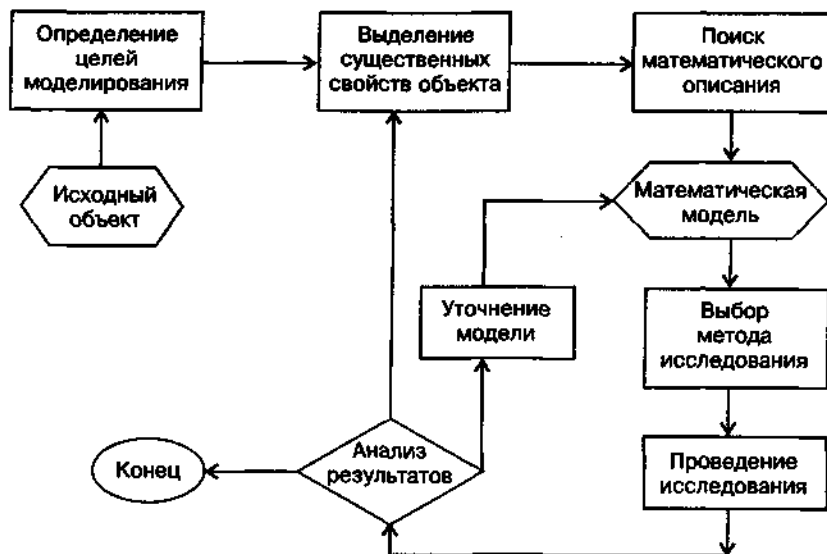 Определение
целей
моделирования
Выделение
существенных
свойств объекта
Поиск
математического
описания
Исходный
объект
Математическая
модель
Уточнение
модели
Выбор
метода
исследования
Конец
Анализ
результатов
Проведение
исследования